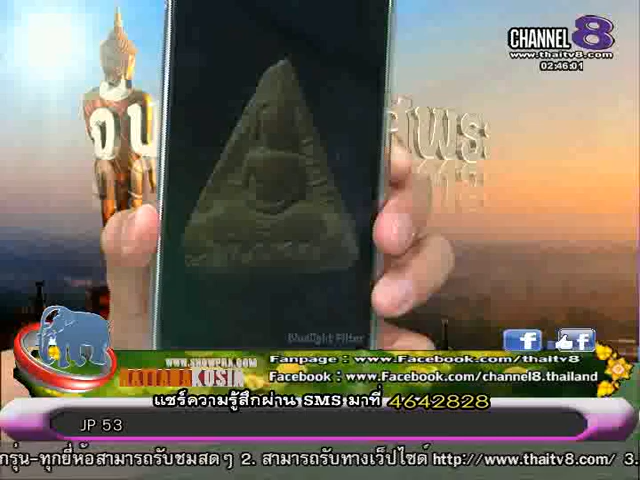 CHANNEL 8
www.thaitv8.com
02:46:01
Bluelight Filter
www.SHOWPRA.com
Fanpage : www.Facebook.com/thaitv8
Facebook : www.Facebook.com/channel8.thailand
แชร์ความรู้สึกผ่าน SMS มาที่ 4642828
JP 53
กรุ่น-ทุกยี่ห้อสามารถรับชมสดๆ 2. สามารถรับทางเว็ปไซต์ http://www.thaitv8.com/ 3.